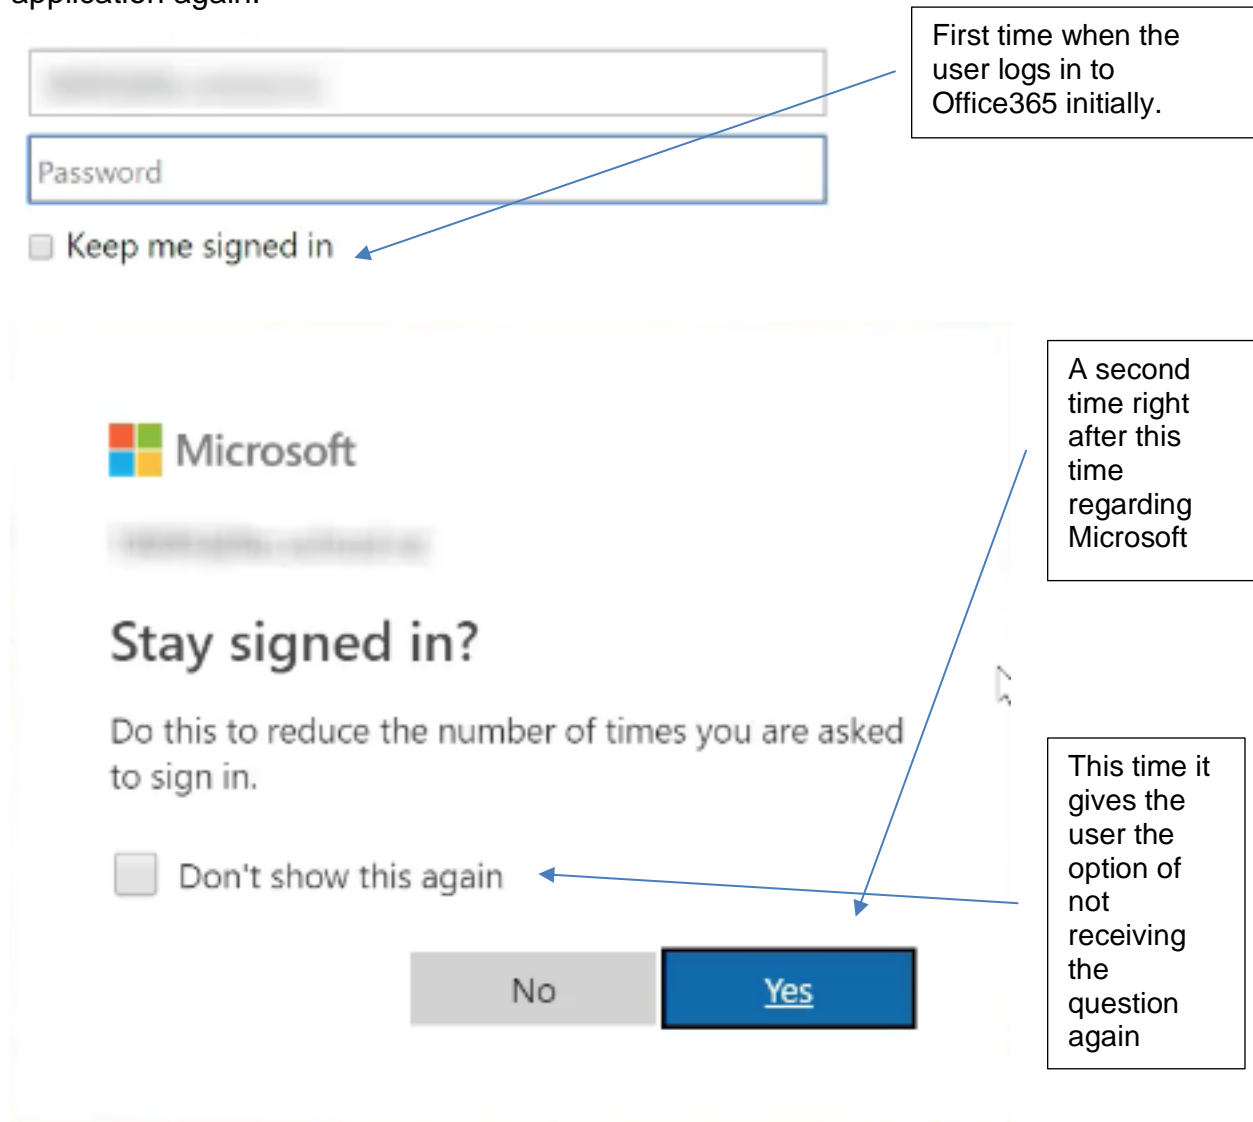 application again.
First time when the
user logs in to
Office365 initially.
Password
Keep me signed in
A second
time right
after this
time
regarding
Microsoft
Microsoft
Stay signed in?
Do this to reduce the number of times you are asked
to sign in.
Don't show this again
This time it
gives the
user the
option of
not
receiving
the
question
again
No
Yes